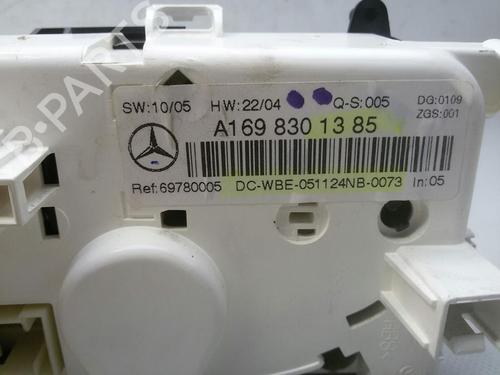 B-PARTS
SW:10/05 HW:22/04 Q-S:005 DG:0109
ZGS:001
A169 830 13 85
Ref:69780005 DC-WBE-051124NB-0073 In:05